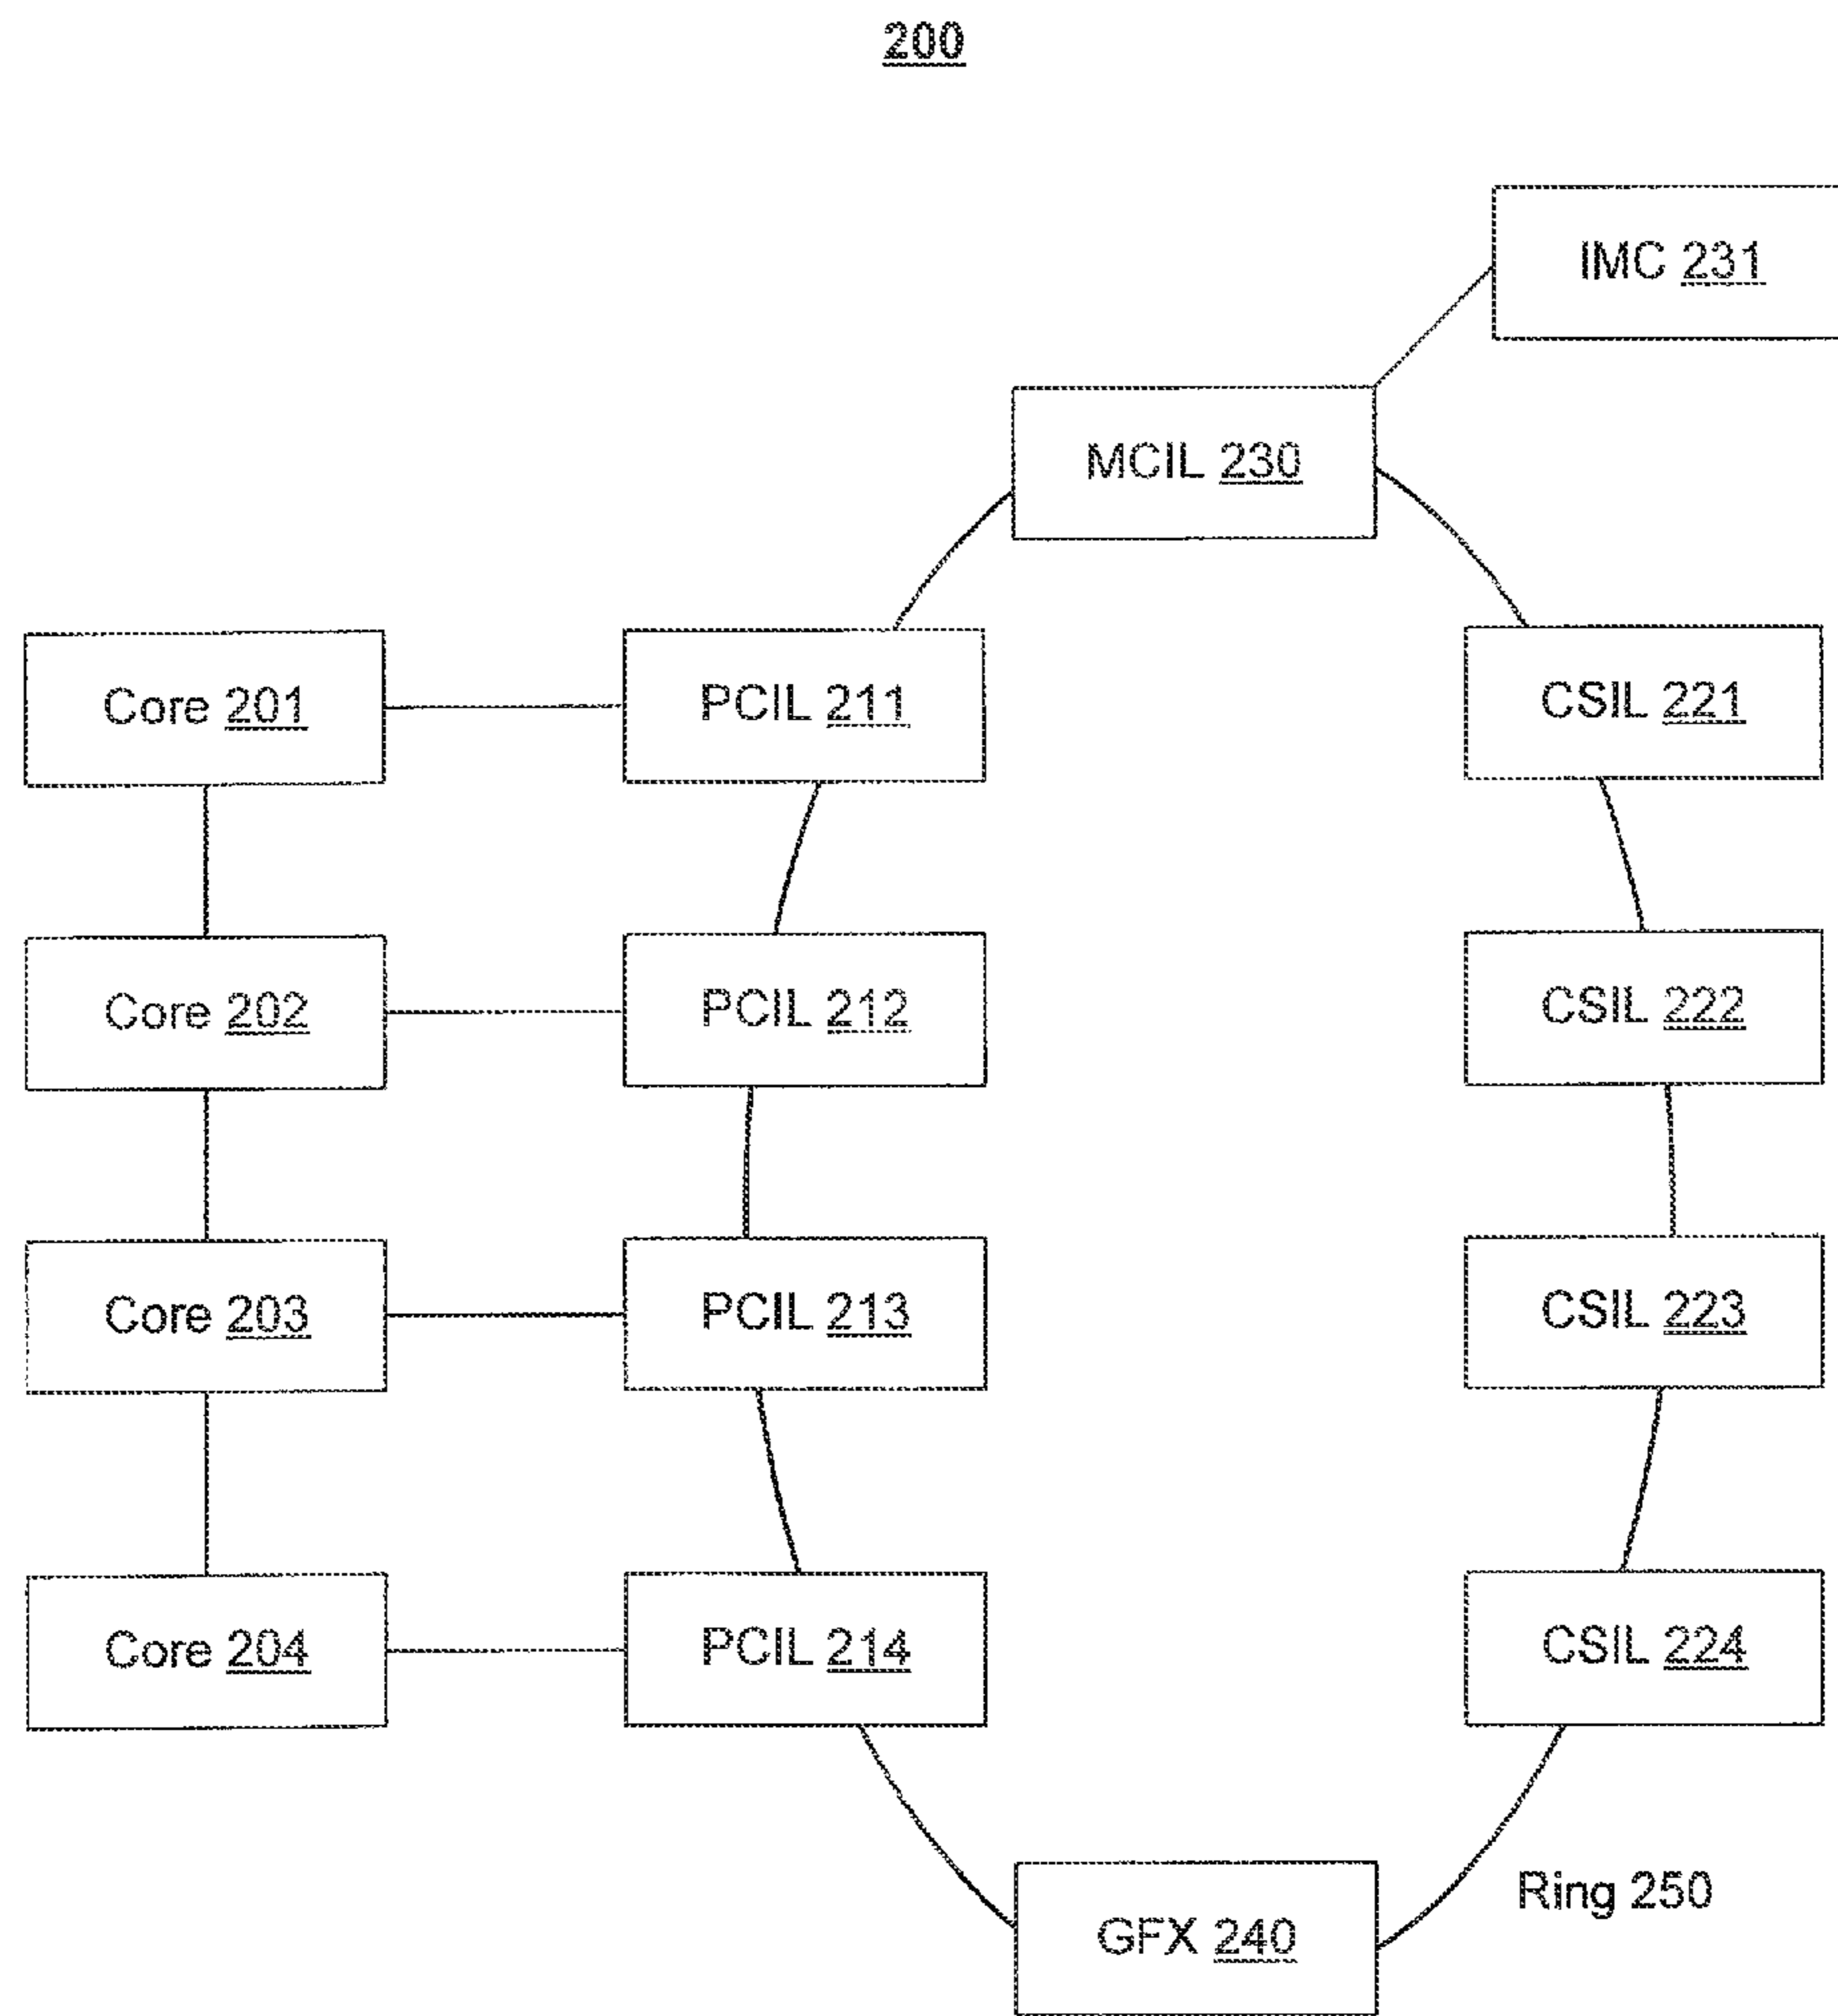 200
IMC 231
MCIL 230
Core 201
PCIL 211
CSIL 221
Core 202
PCIL 212
CSIL 222
Core 203
PCIL 213
CSIL 223
Core 204
PCIL 214
CSIL 224
Ring 250
GFX 240